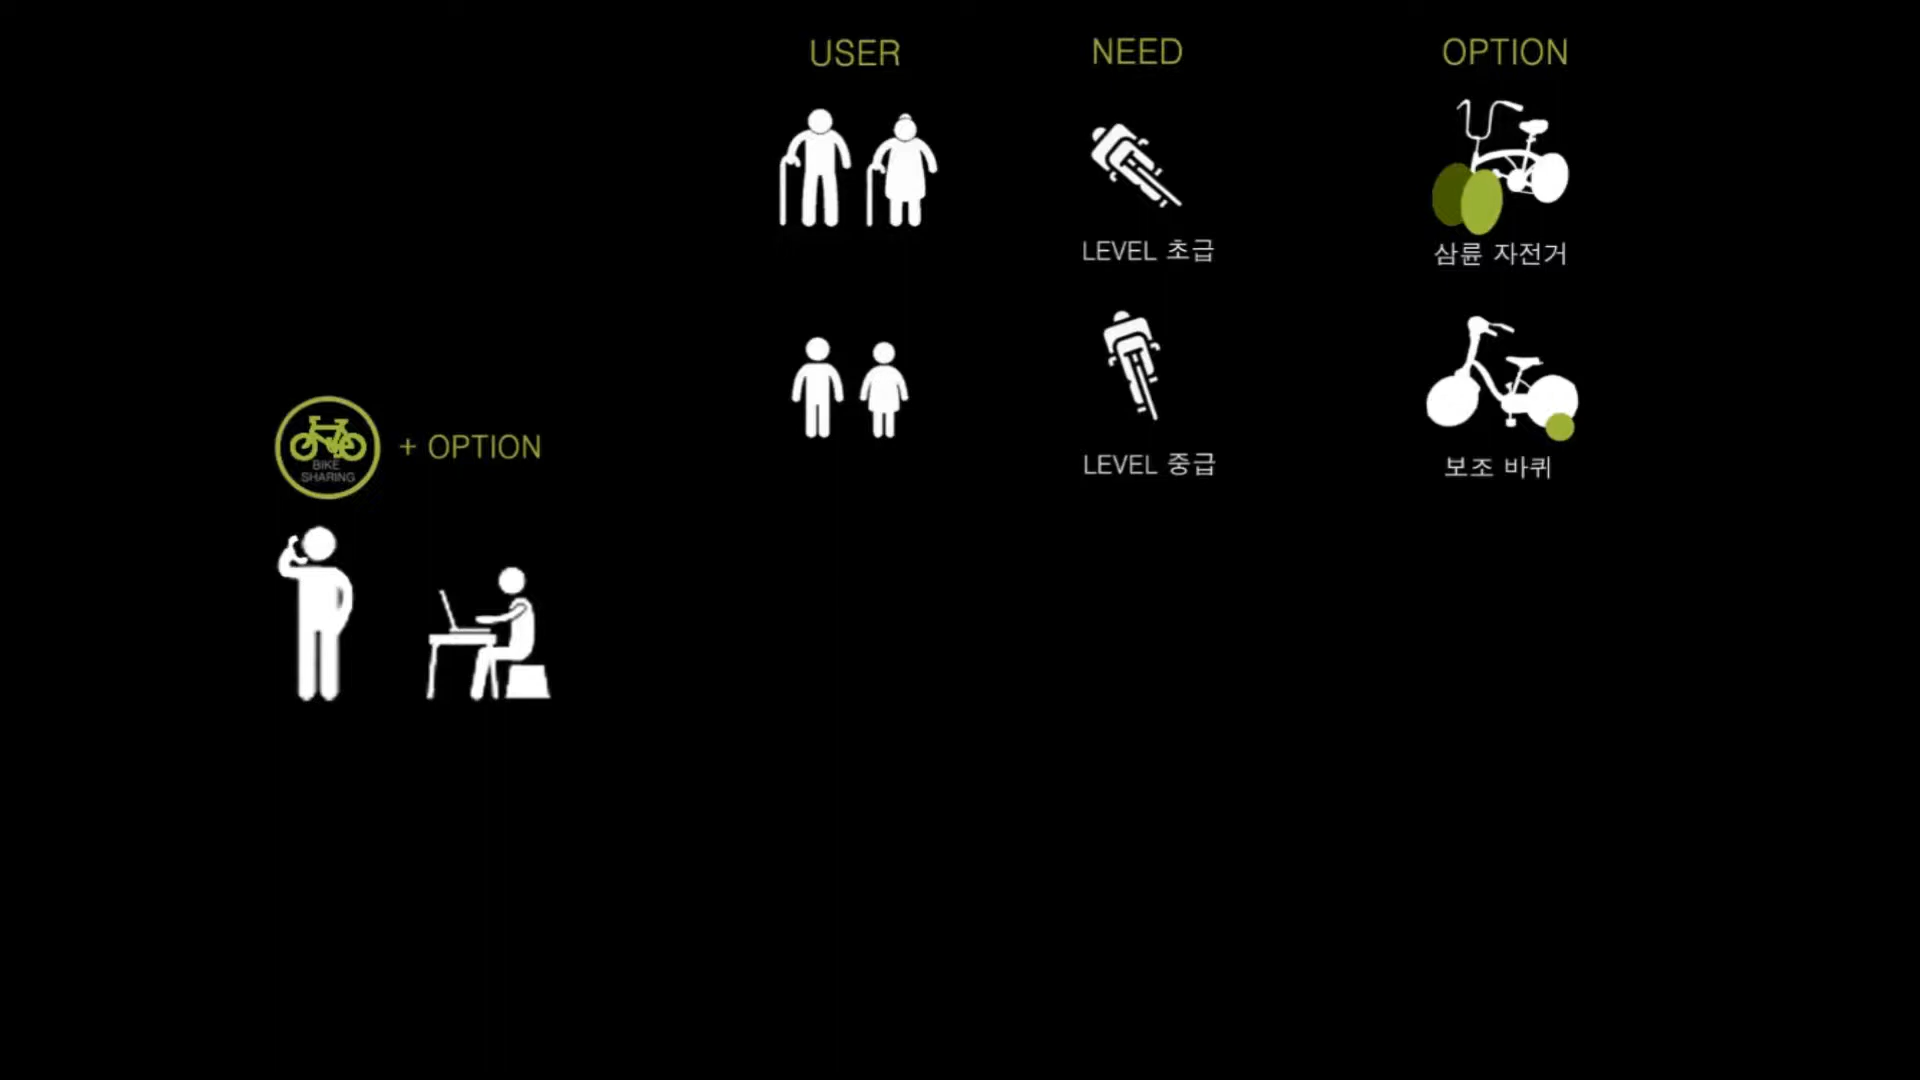 USER NEED OPTION
LEVEL 초급
삼륜 자전거
+ OPTION
BIKE
SHARING
LEVEL 중급
보조 바퀴